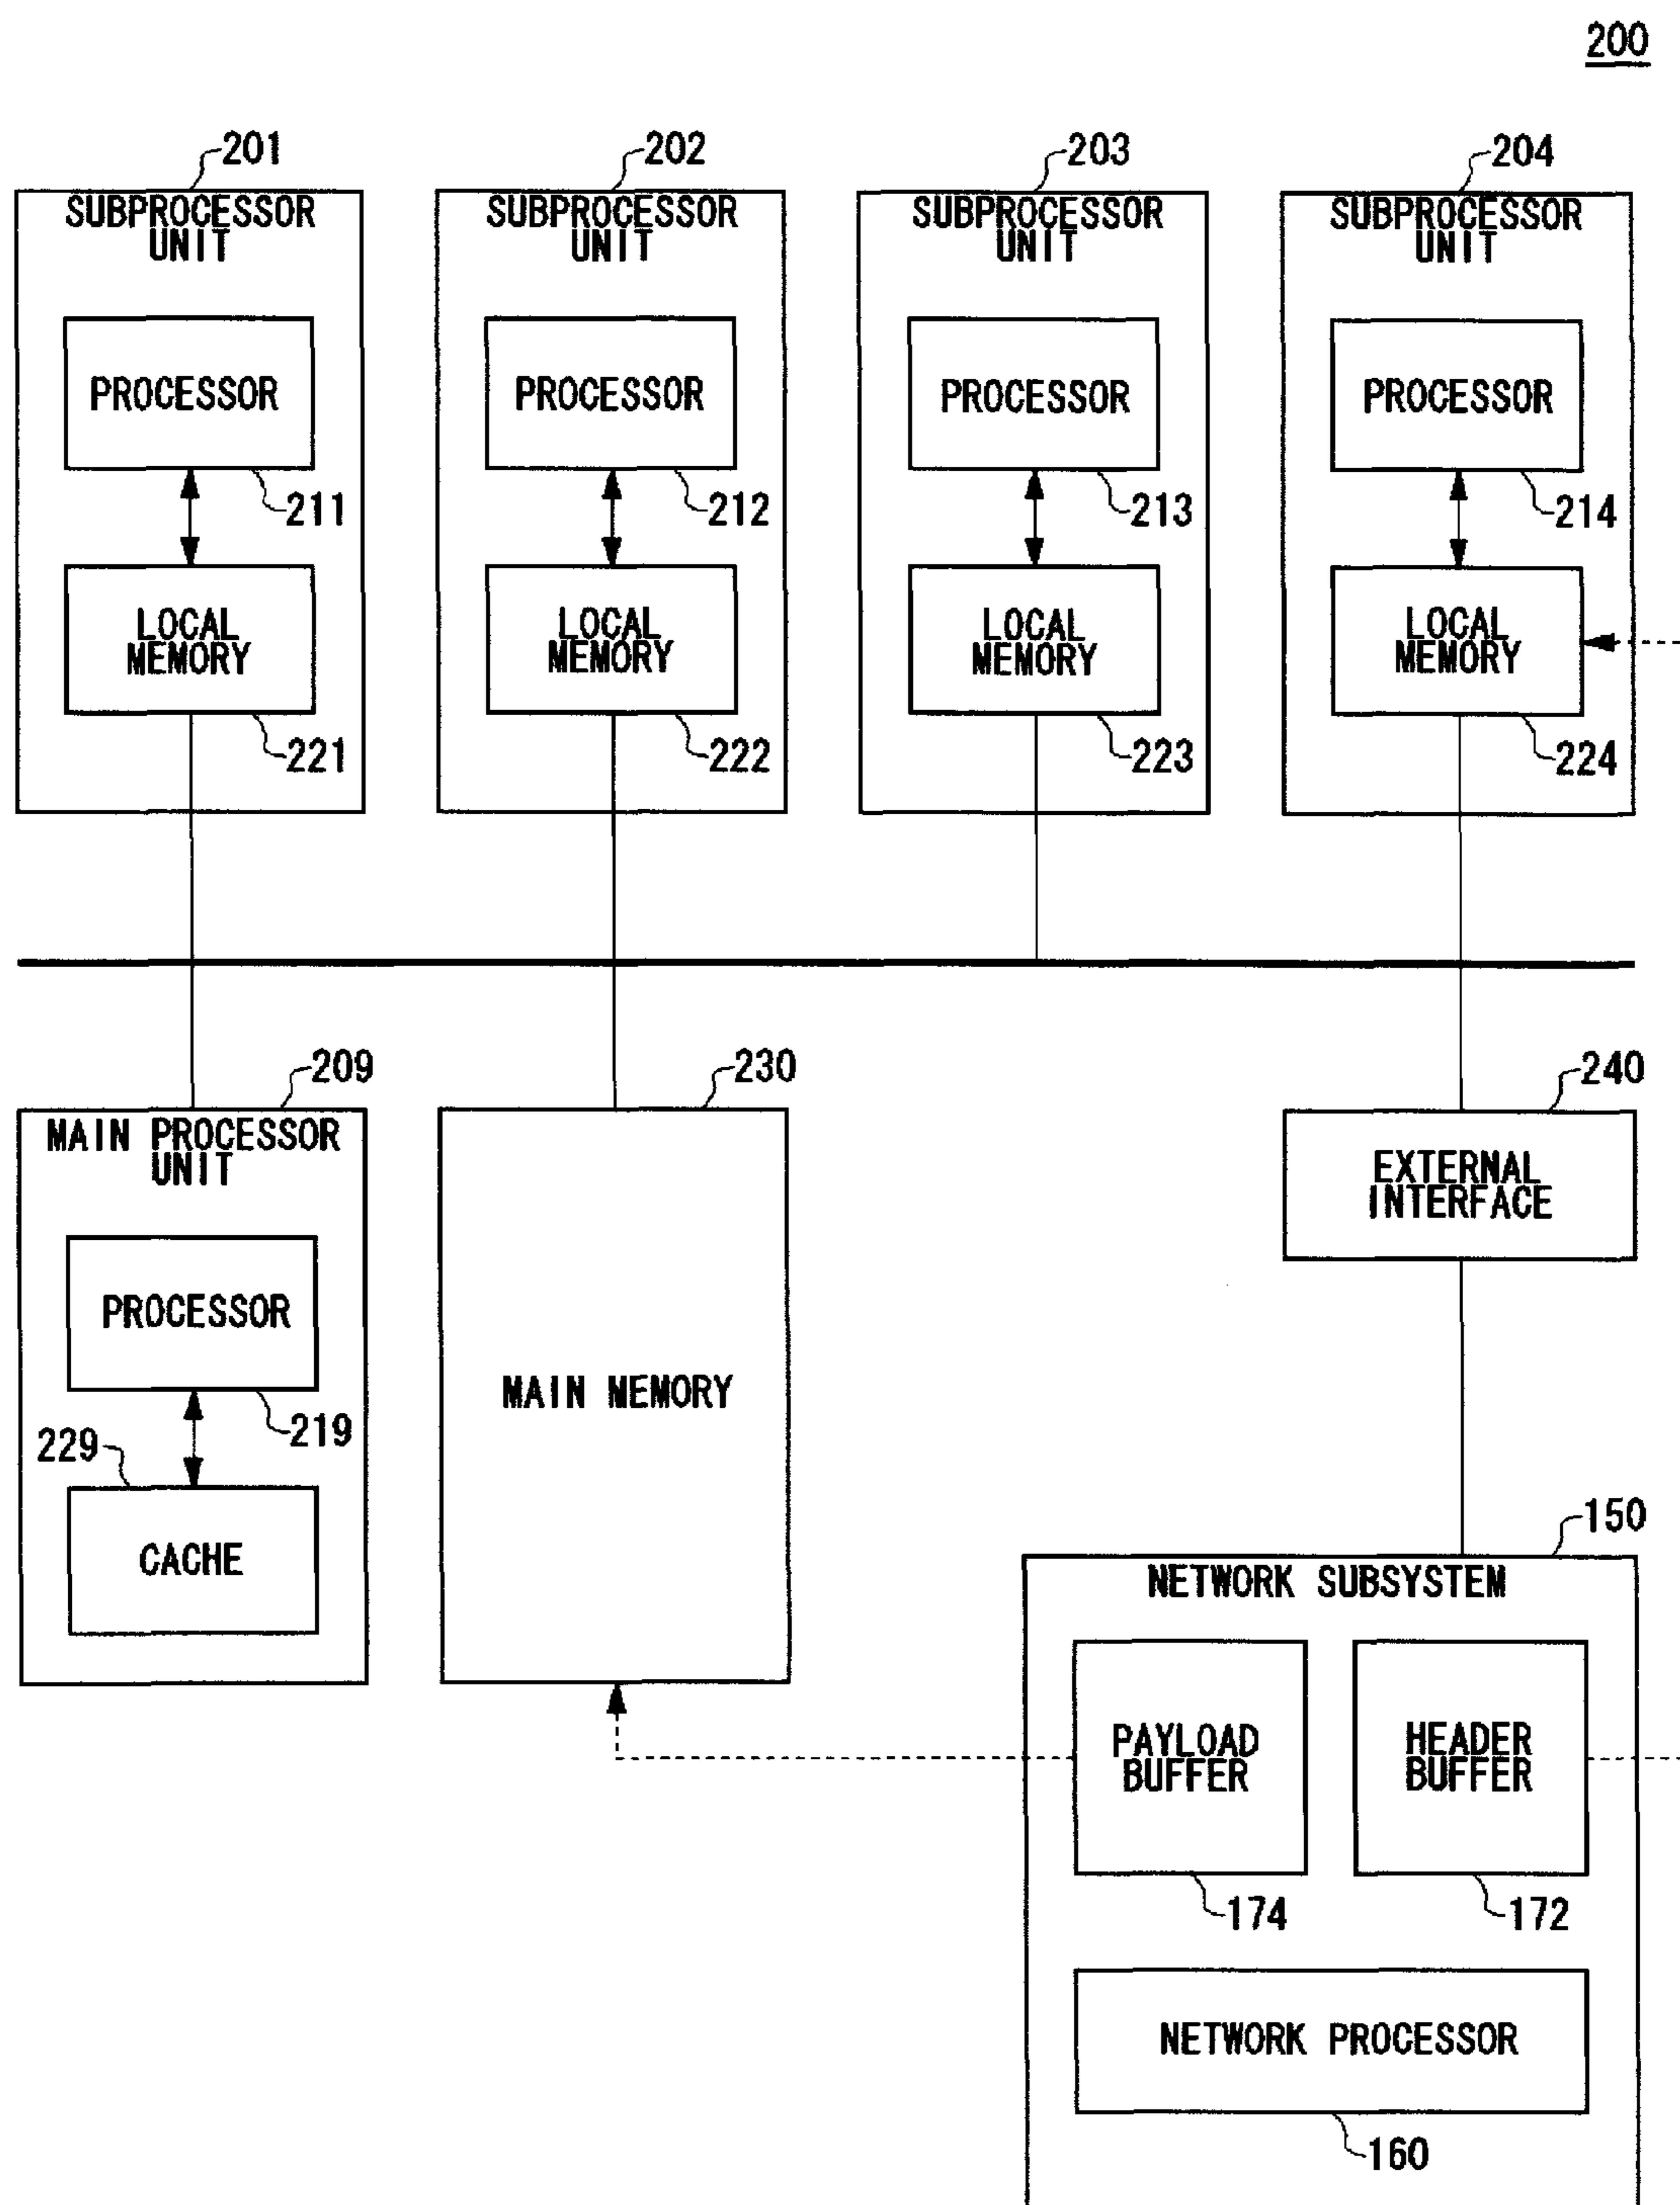 200
201 202 203 204
SUBPROCESSOR UNIT SUBPROCESSOR UNIT SUBPROCESSOR UNIT SUBPROCESSOR UNIT
PROCESSOR PROCESSOR PROCESSOR PROCESSOR
211 212 213 214
LOCAL MEMORY LOCAL MEMORY LOCAL MEMORY LOCAL MEMORY
221 222 223 224
209 230 240
MAIN PROCESSOR UNIT
EXTERNAL INTERFACE
PROCESSOR
219
MAIN MEMORY
229
CACHE
150
NETWORK SUBSYSTEM
PAYLOAD BUFFER
HEADER BUFFER
174 172
NETWORK PROCESSOR
160